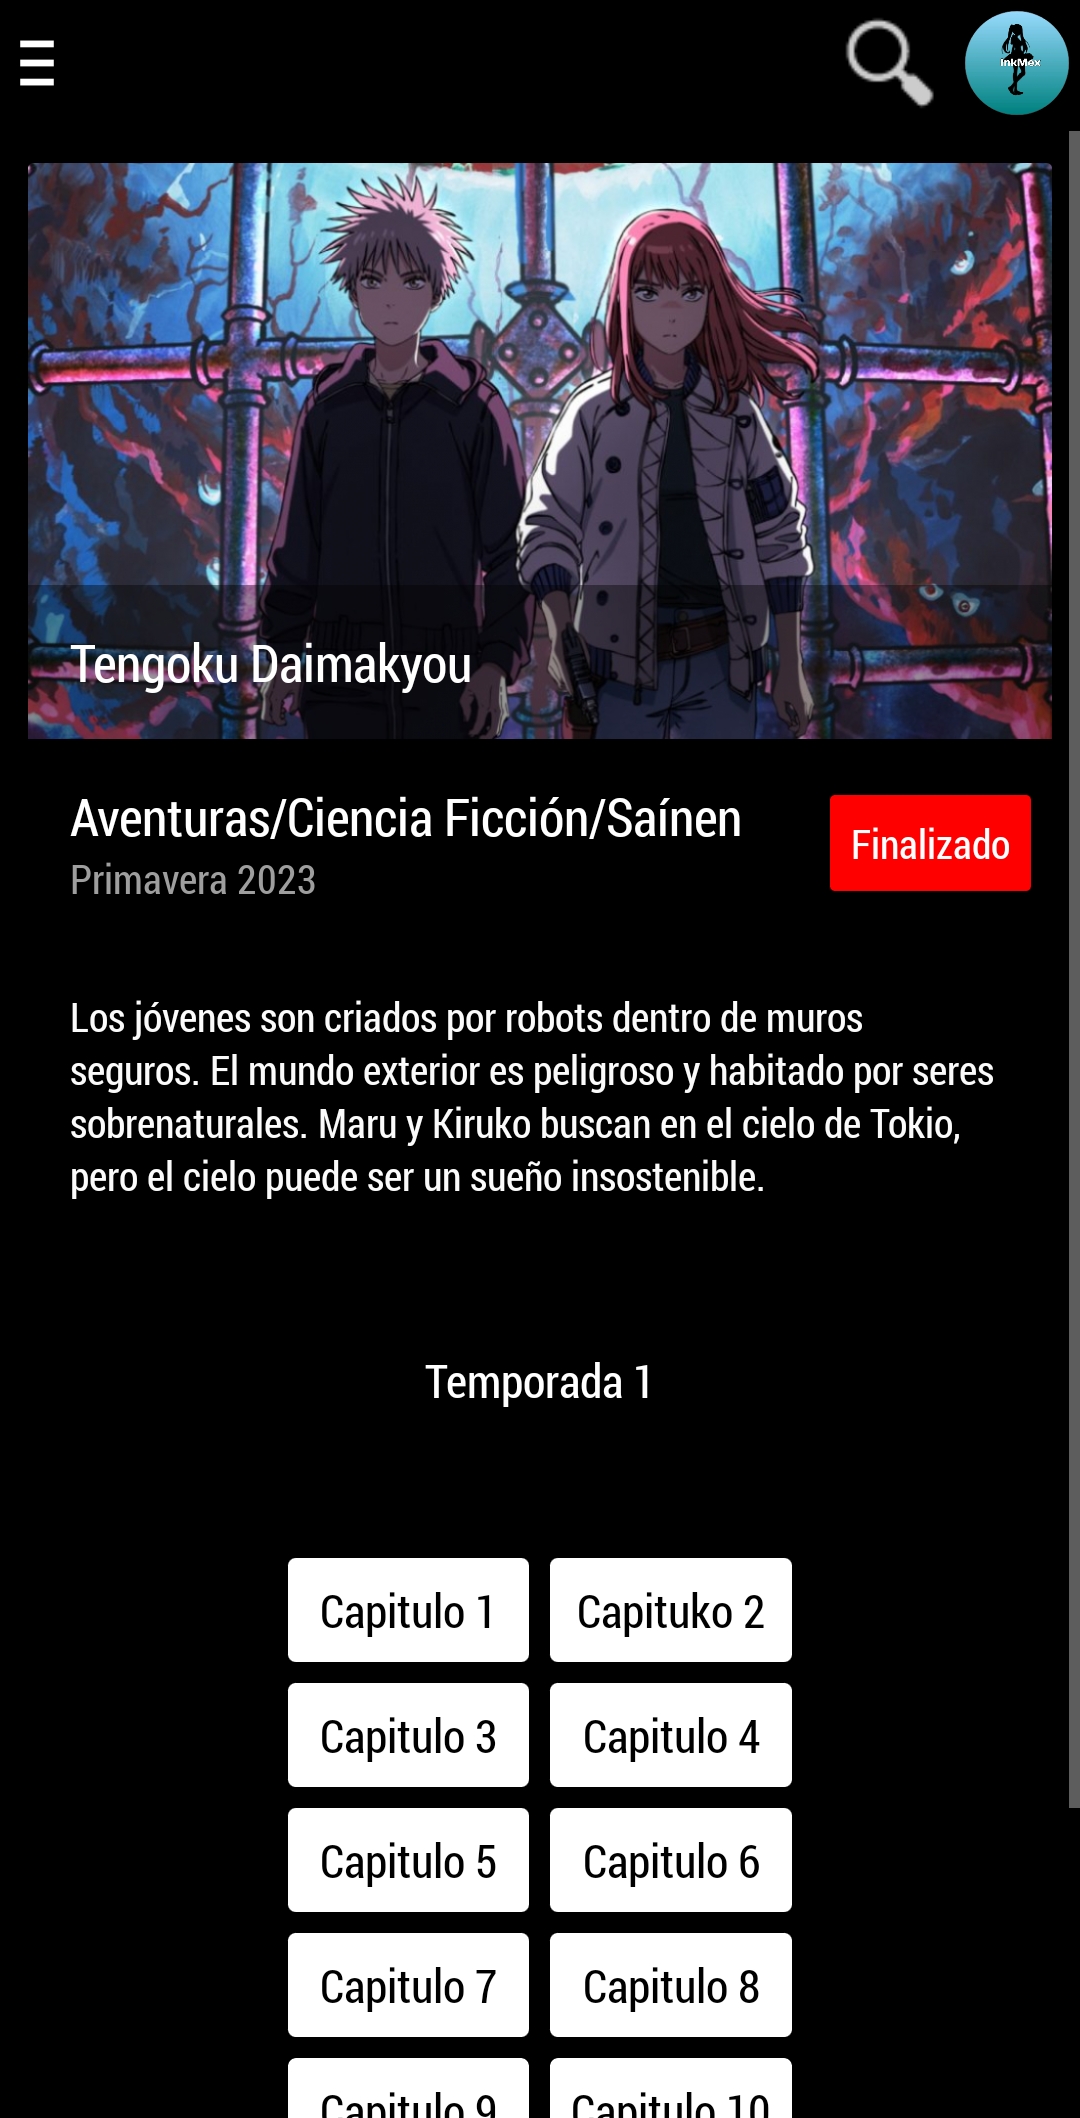 InkMex
Tengoku Daimakyou
Aventuras/Ciencia Ficción/Saínen
Finalizado
Primavera 2023
Los jóvenes son criados por robots dentro de muros
seguros. El mundo exterior es peligroso y habitado por seres
sobrenaturales. Maru y Kiruko buscan en el cielo de Tokio,
pero el cielo puede ser un sueño insostenible.
Temporada 1
Capitulo 1
Capituko 2
Capitulo 3
Capitulo 4
Capitulo 5
Capitulo 6
Capitulo 7
Capitulo 8
Capitulo 9
Capitulo 10